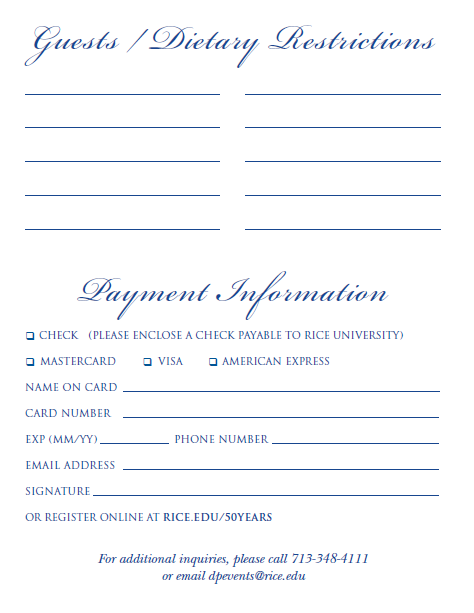 Guests / Dietary Restrictions
Payment Information
CHECK (PLEASE ENCLOSE A CHECK PAYABLE TO RICE UNIVERSITY)
MASTERCARD VISA AMERICAN EXPRESS
NAME ON CARD
CARD NUMBER
EXP (MM/YY) PHONE NUMBER
EMAIL ADDRESS
SIGNATURE
OR REGISTER ONLINE AT RICE.EDU/50YEARS
For additional inquiries, please call 713-348-4111
or email dpevents@rice.edu